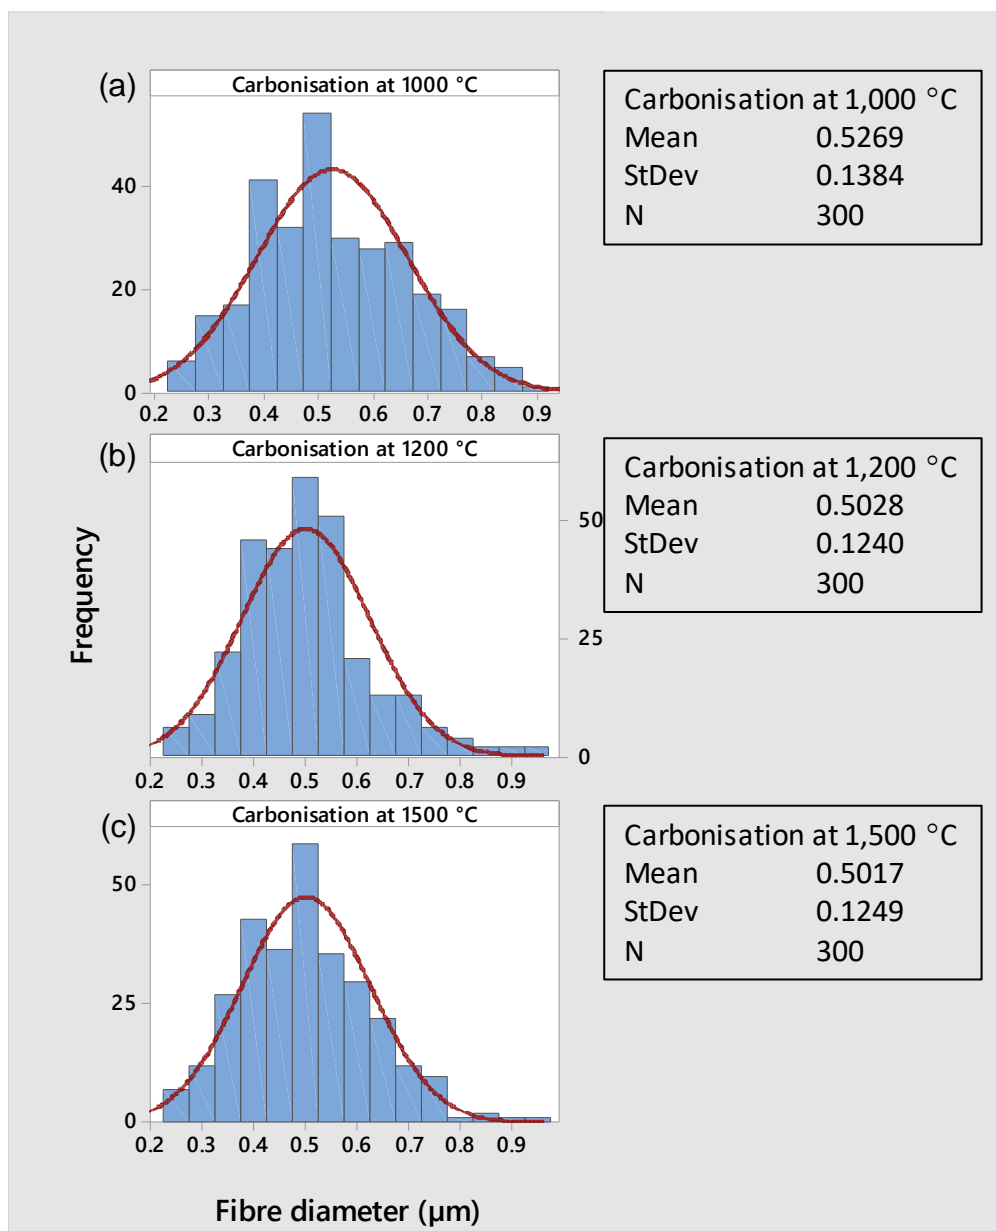 (a)
Carbonisation at 1000 °C
40
20
0
0.2 0.3 0.4 0.5 0.6 0.7 0.8 0.9
Carbonisation at 1,000 °C
Mean 0.5269
StDev 0.1384
N 300
(b)
Carbonisation at 1200 °C
50
25
0
0.2 0.3 0.4 0.5 0.6 0.7 0.8 0.9
Carbonisation at 1,200 °C
Mean 0.5028
StDev 0.1240
N 300
Frequency
(c)
Carbonisation at 1500 °C
50
25
0
0.2 0.3 0.4 0.5 0.6 0.7 0.8 0.9
Carbonisation at 1,500 °C
Mean 0.5017
StDev 0.1249
N 300
Fibre diameter (μm)